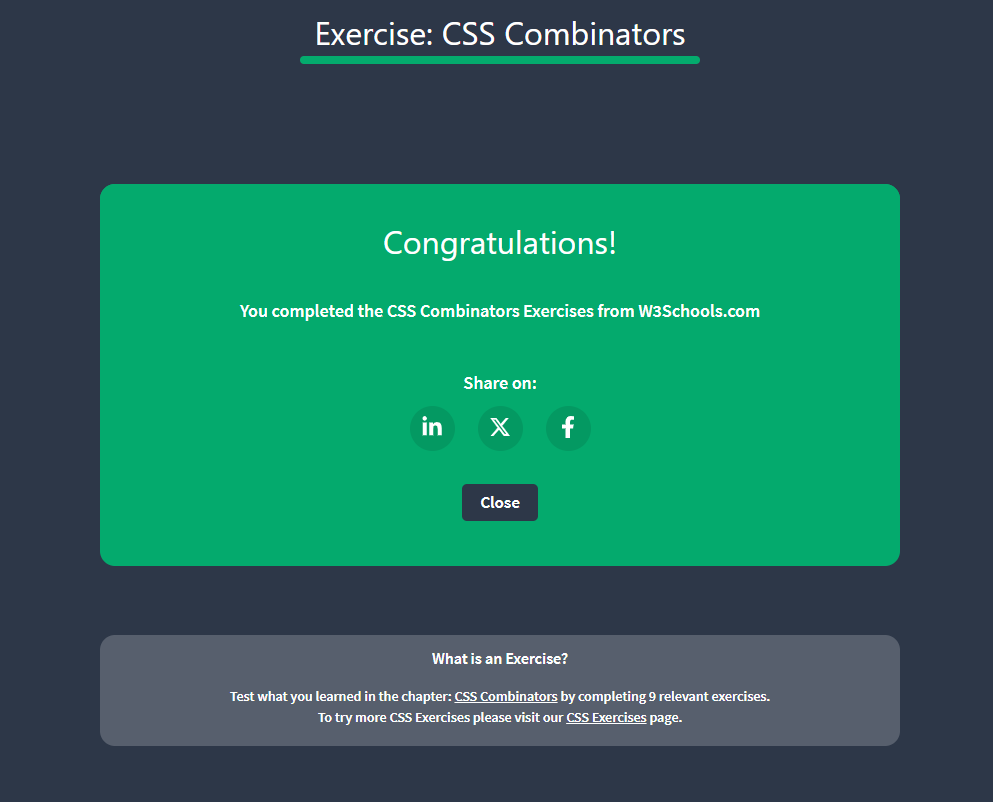 Exercise: CSS Combinators
Congratulations!
You completed the CSS Combinators Exercises from W3Schools.com
Share on:
Close
What is an Exercise?
Test what you learned in the chapter: CSS Combinators by completing 9 relevant exercises.
To try more CSS Exercises please visit our CSS Exercises page.